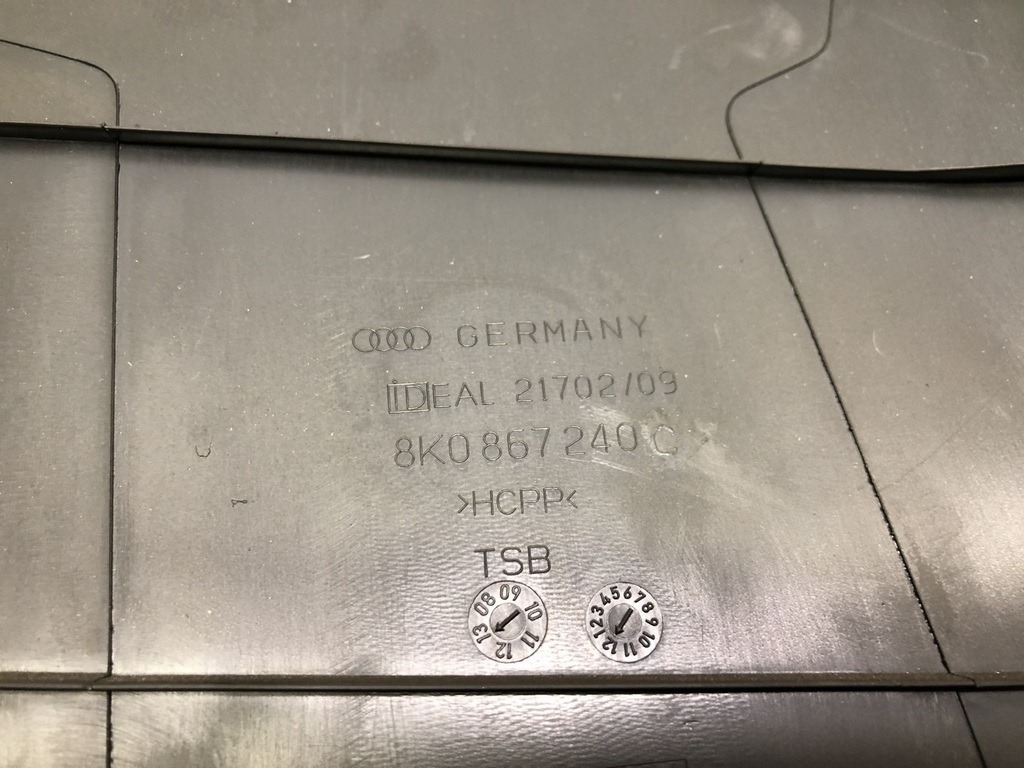 GERMANY
iDEAL 21702/09
8K0 867 240 C
>HCPP<
TSB
08 09 10 11 12 13
1 2 3 4 5 6 7 8 9 10 11 12